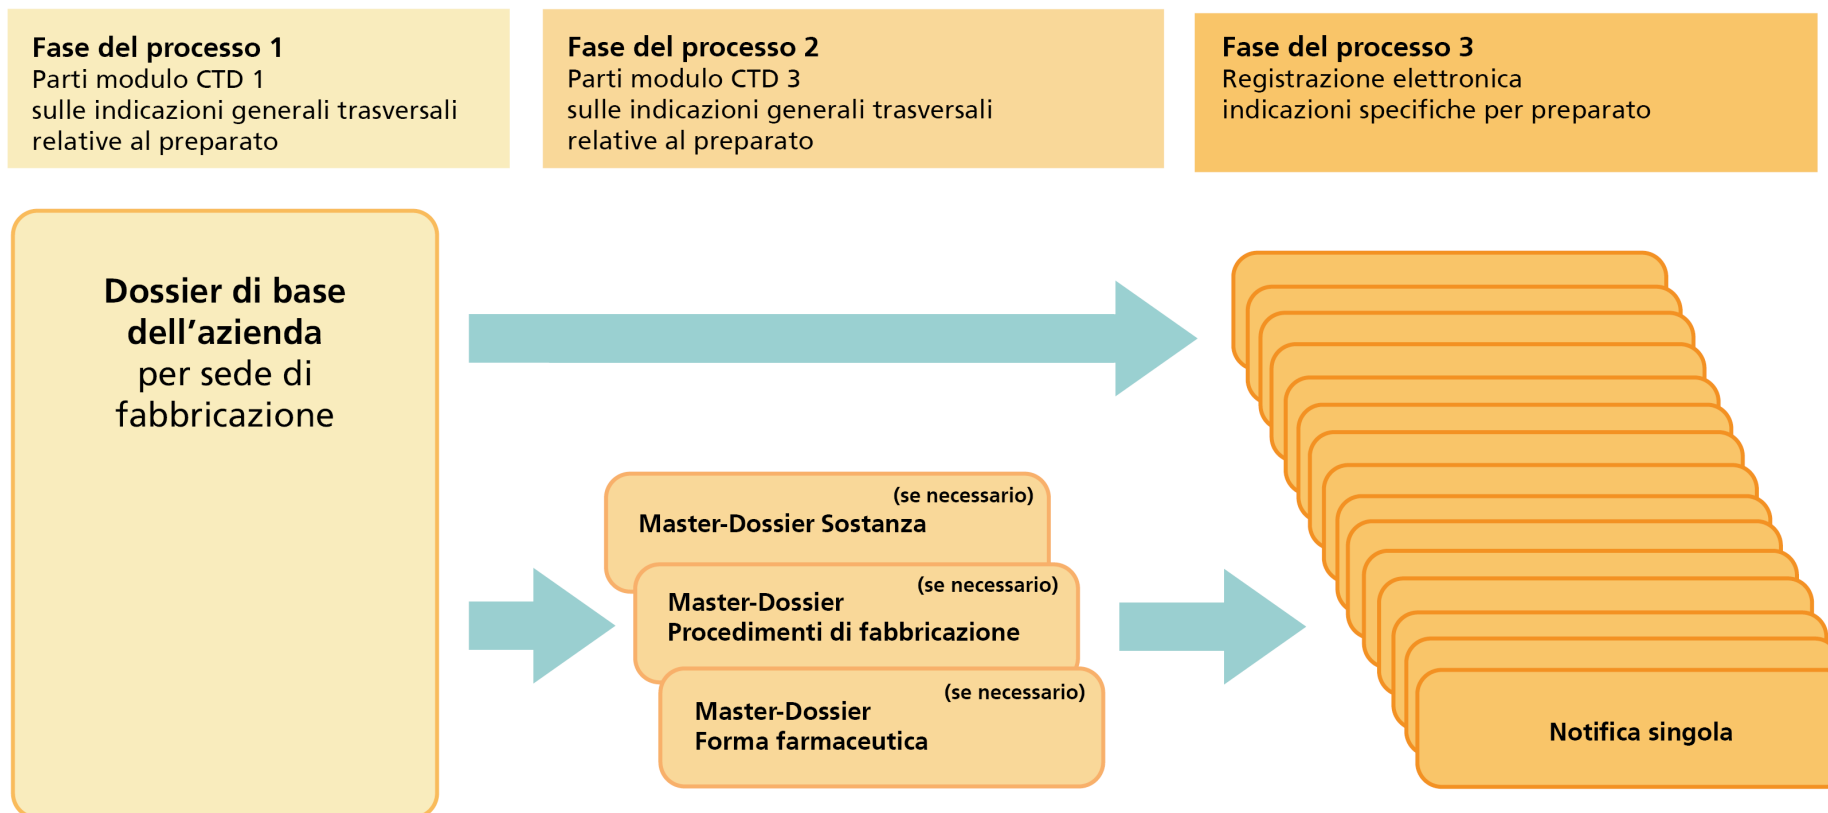 Fase del processo 1
Parti modulo CTD 1
sulle indicazioni generali trasversali
relative al preparato
Fase del processo 2
Parti modulo CTD 3
sulle indicazioni generali trasversali
relative al preparato
Fase del processo 3
Registrazione elettronica
indicazioni specifiche per preparato
Dossier di base
dell’azienda
per sede di
fabbricazione
(se necessario)
Master-Dossier Sostanza
(se necessario)
Master-Dossier
Procedimenti di fabbricazione
(se necessario)
Master-Dossier
Forma farmaceutica
Notifica singola